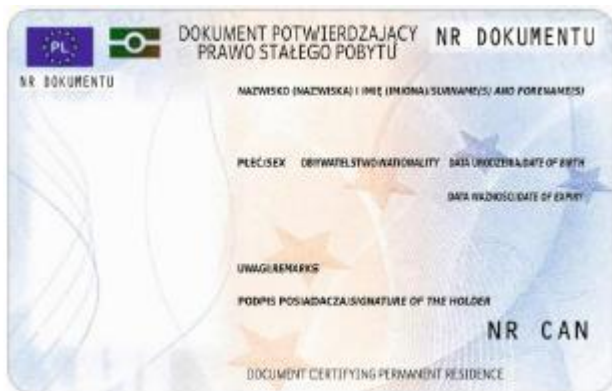 PL
DOKUMENT POTWIERDZAJĄCY
PRAWO STAŁEGO POBYTU
NR DOKUMENTU
NR DOKUMENTU
NAZWISKO (NAZWISKA) I IMIĘ (IMIONA)/SURNAME(S) AND FORENAME(S)
PŁEĆ/SEX OBYWATELSTWO/NATIONALITY DATA URODZENIA/DATE OF BIRTH
DATA WAŻNOŚCI/DATE OF EXPIRY
UWAGI/REMARKS
PODPIS POSIADACZA/SIGNATURE OF THE HOLDER
NR CAN
DOCUMENT CERTIFYING PERMANENT RESIDENCE